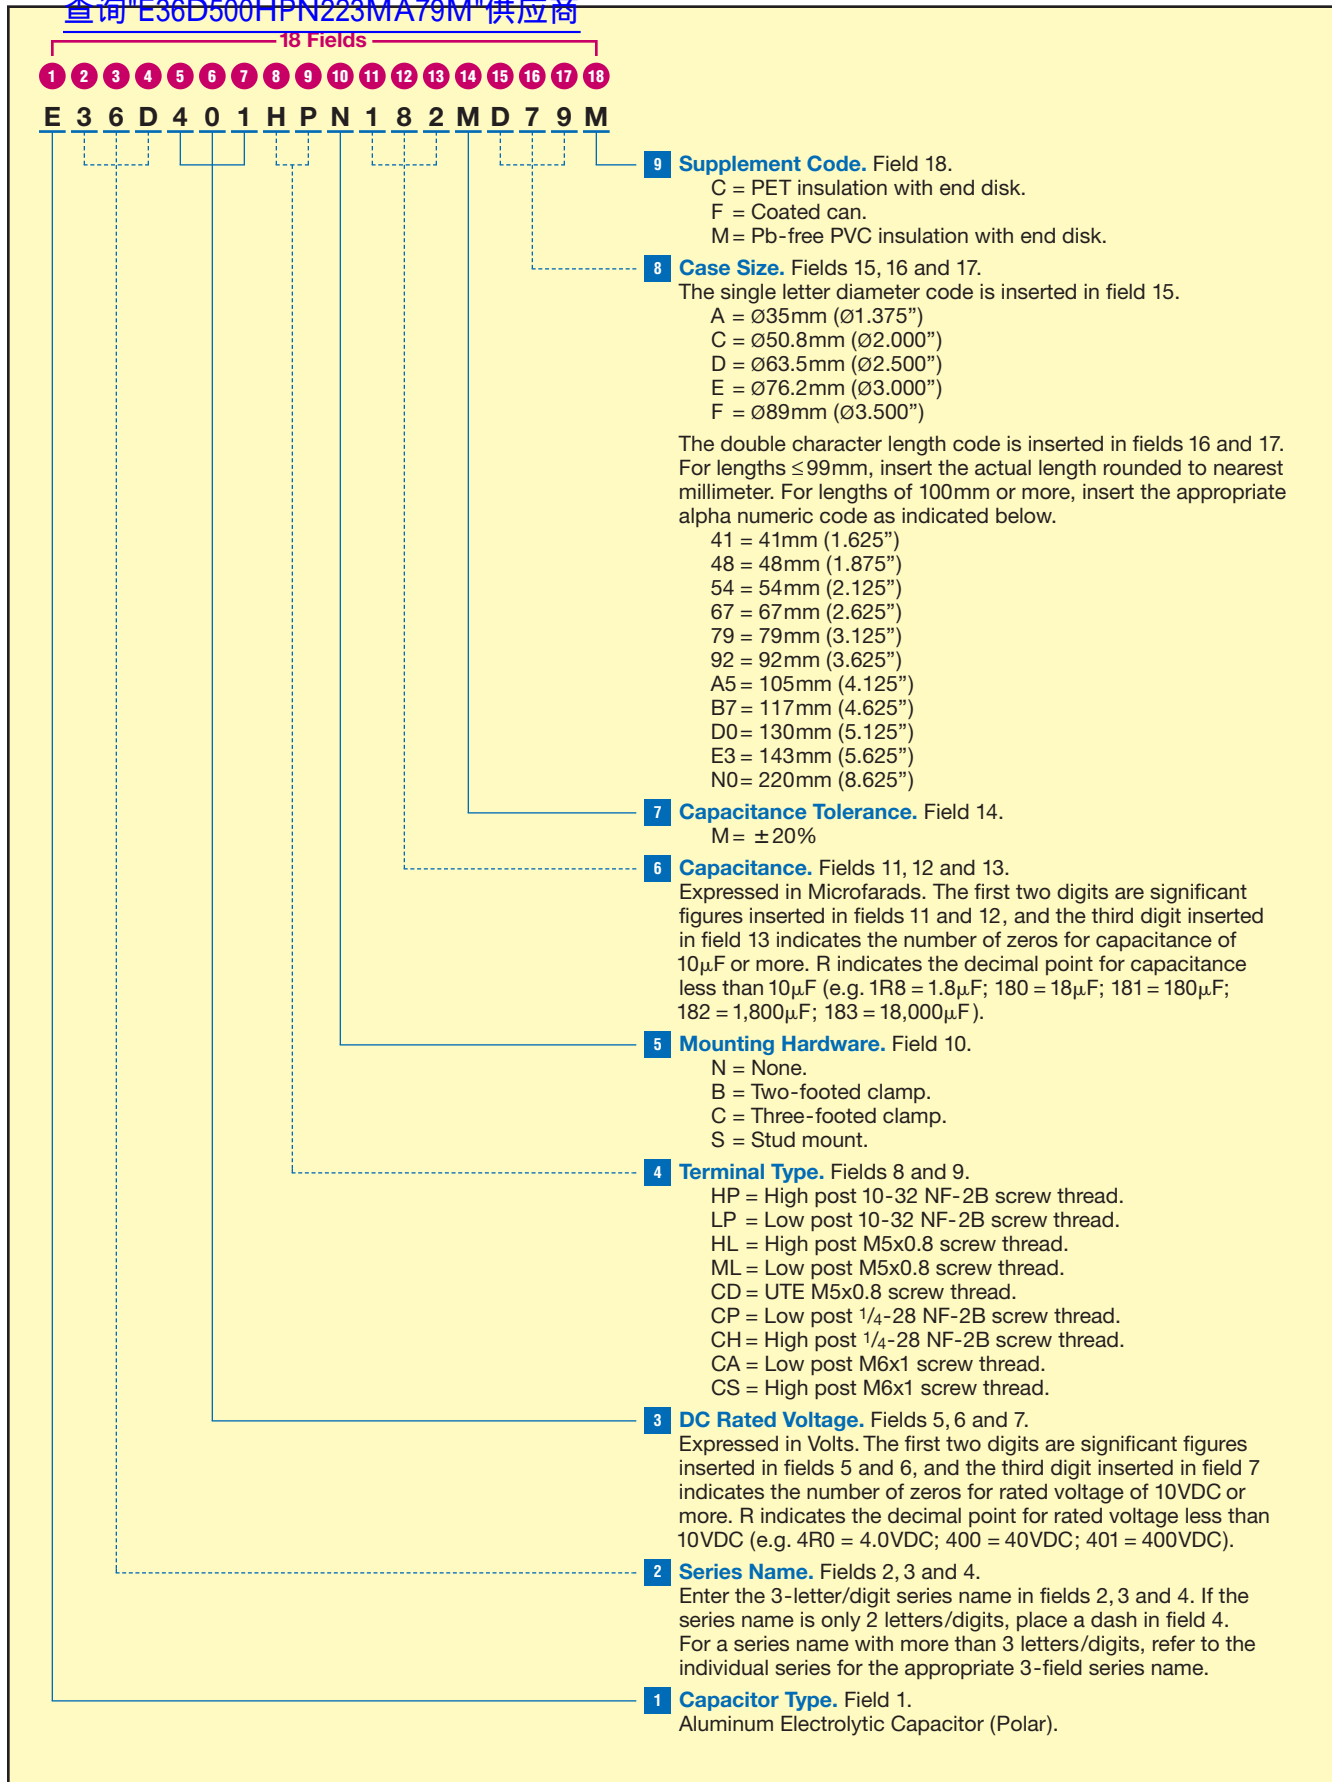 查询"E36D500HPN223MA79M"供应商
18 Fields
1 2 3 4 5 6 7 8 9 10 11 12 13 14 15 16 17 18
E 3 6 D 4 0 1 H P N 1 8 2 M D 7 9 M
9 Supplement Code. Field 18.
C = PET insulation with end disk.
F = Coated can.
M = Pb-free PVC insulation with end disk.
8 Case Size. Fields 15, 16 and 17.
The single letter diameter code is inserted in field 15.
A = Ø35mm (Ø1.375”)
C = Ø50.8mm (Ø2.000”)
D = Ø63.5mm (Ø2.500”)
E = Ø76.2mm (Ø3.000”)
F = Ø89mm (Ø3.500”)
The double character length code is inserted in fields 16 and 17.
For lengths ≤99mm, insert the actual length rounded to nearest
millimeter. For lengths of 100mm or more, insert the appropriate
alpha numeric code as indicated below.
41 = 41mm (1.625”)
48 = 48mm (1.875”)
54 = 54mm (2.125”)
67 = 67mm (2.625”)
79 = 79mm (3.125”)
92 = 92mm (3.625”)
A5 = 105mm (4.125”)
B7 = 117mm (4.625”)
D0 = 130mm (5.125”)
E3 = 143mm (5.625”)
N0 = 220mm (8.625”)
7 Capacitance Tolerance. Field 14.
M = ±20%
6 Capacitance. Fields 11, 12 and 13.
Expressed in Microfarads. The first two digits are significant
figures inserted in fields 11 and 12, and the third digit inserted
in field 13 indicates the number of zeros for capacitance of
10µF or more. R indicates the decimal point for capacitance
less than 10µF (e.g. 1R8 = 1.8µF; 180 = 18µF; 181 = 180µF;
182 = 1,800µF; 183 = 18,000µF).
5 Mounting Hardware. Field 10.
N = None.
B = Two-footed clamp.
C = Three-footed clamp.
S = Stud mount.
4 Terminal Type. Fields 8 and 9.
HP = High post 10-32 NF-2B screw thread.
LP = Low post 10-32 NF-2B screw thread.
HL = High post M5x0.8 screw thread.
ML = Low post M5x0.8 screw thread.
CD = UTE M5x0.8 screw thread.
CP = Low post 1/4-28 NF-2B screw thread.
CH = High post 1/4-28 NF-2B screw thread.
CA = Low post M6x1 screw thread.
CS = High post M6x1 screw thread.
3 DC Rated Voltage. Fields 5, 6 and 7.
Expressed in Volts. The first two digits are significant figures
inserted in fields 5 and 6, and the third digit inserted in field 7
indicates the number of zeros for rated voltage of 10VDC or
more. R indicates the decimal point for rated voltage less than
10VDC (e.g. 4R0 = 4.0VDC; 400 = 40VDC; 401 = 400VDC).
2 Series Name. Fields 2, 3 and 4.
Enter the 3-letter/digit series name in fields 2, 3 and 4. If the
series name is only 2 letters/digits, place a dash in field 4.
For a series name with more than 3 letters/digits, refer to the
individual series for the appropriate 3-field series name.
1 Capacitor Type. Field 1.
Aluminum Electrolytic Capacitor (Polar).